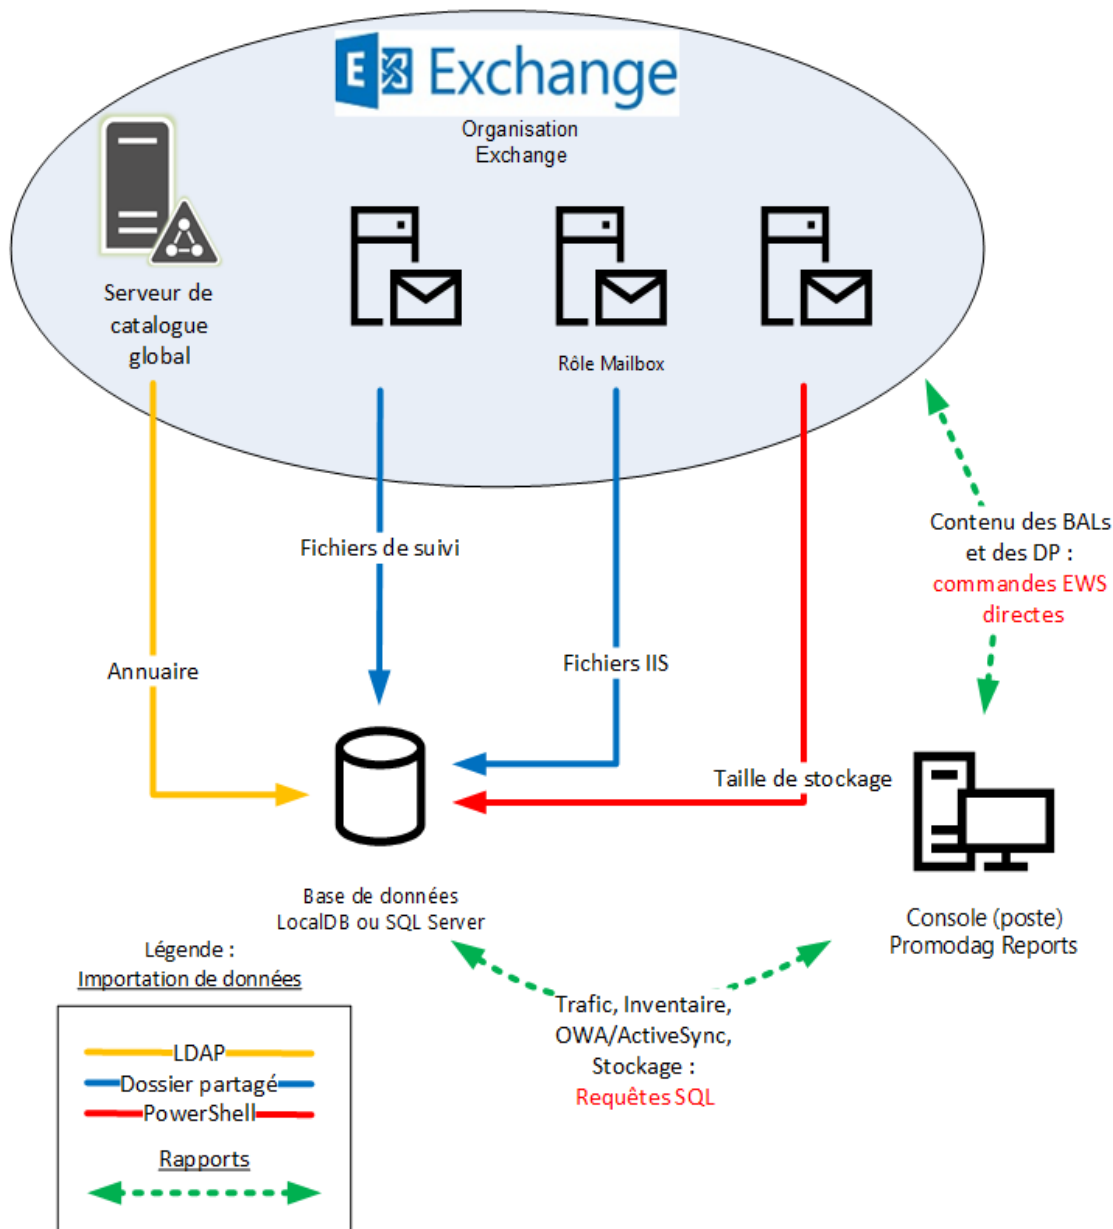 E Exchange
Organisation
Exchange
Serveur de
catalogue
global
Rôle Mailbox
Fichiers de suivi
Contenu des BALs
et des DP :
commandes EWS
directes
Annuaire
Fichiers IIS
Taille de stockage
Base de données
LocalDB ou SQL Server
Console (poste)
Promodag Reports
Légende :
Importation de données
LDAP
Dossier partagé
PowerShell
Rapports
Trafic, Inventaire,
OWA/ActiveSync,
Stockage :
Requêtes SQL